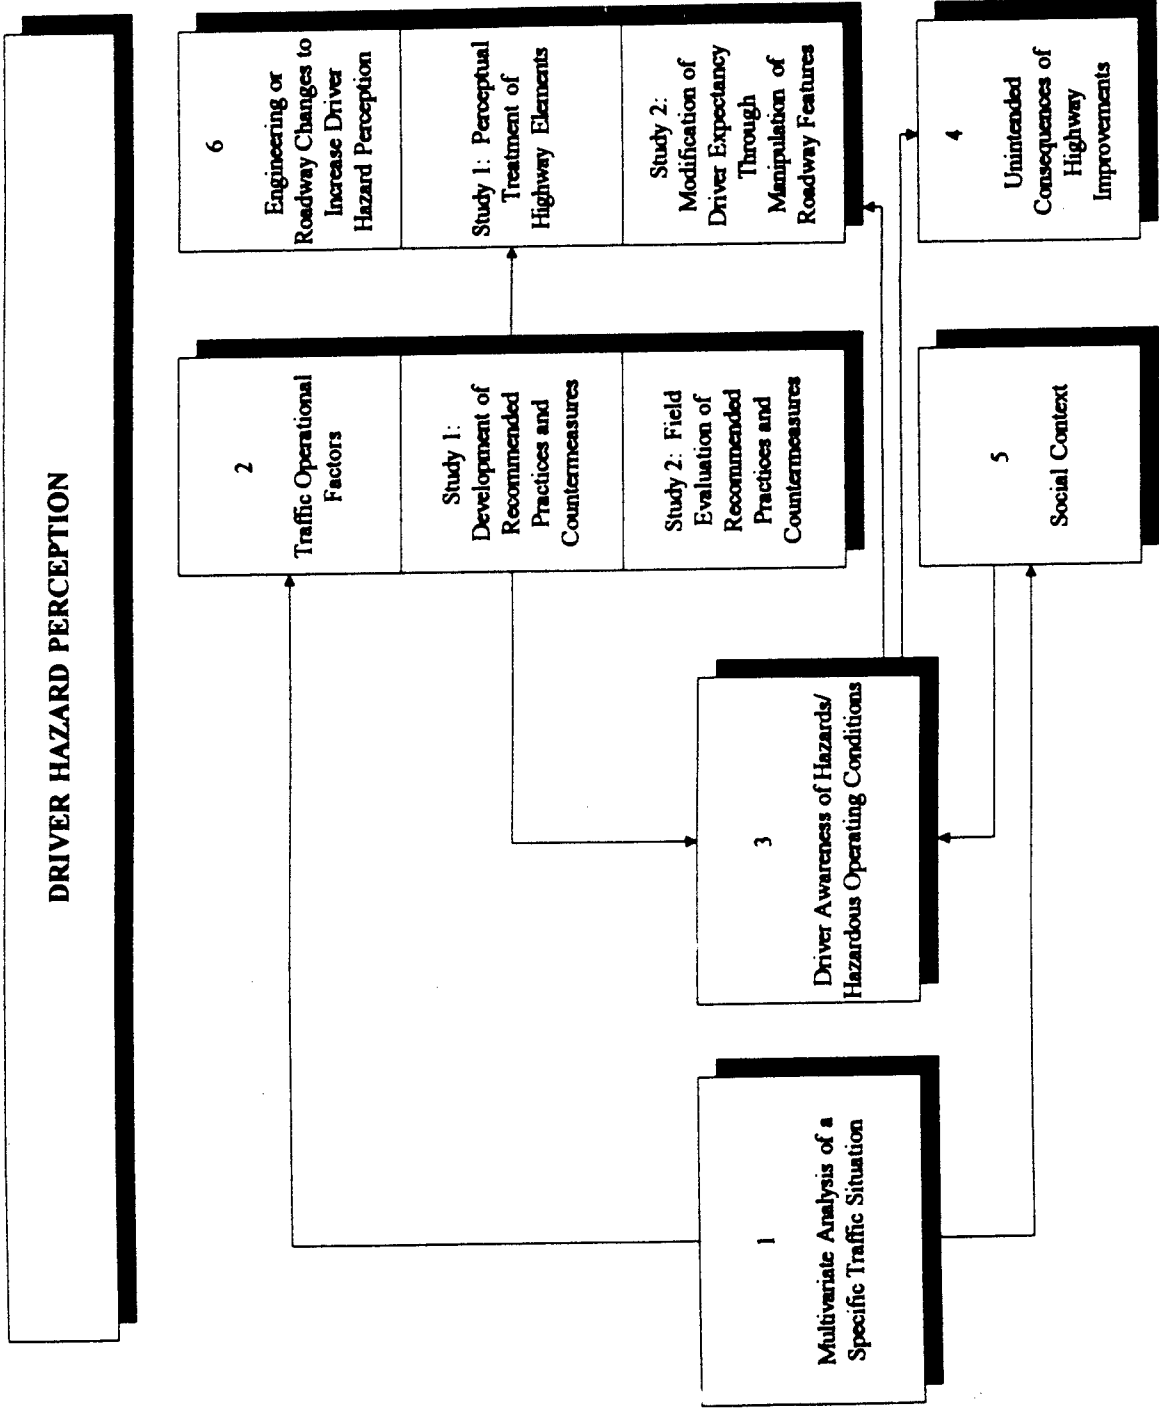 DRIVER HAZARD PERCEPTION
1
Multivariate Analysis of a
Specific Traffic Situation
2
Traffic Operational
Factors
Study 1:
Development of
Recommended
Practices and
Countermeasures
Study 2: Field
Evaluation of
Recommended
Practices and
Countermeasures
3
Driver Awareness of Hazards/
Hazardous Operating Conditions
6
Engineering or
Roadway Changes to
Increase Driver
Hazard Perception
Study 1: Perceptual
Treatment of
Highway Elements
Study 2:
Modification of
Driver Expectancy
Through
Manipulation of
Roadway Features
5
Social Context
4
Unintended
Consequences of
Highway
Improvements